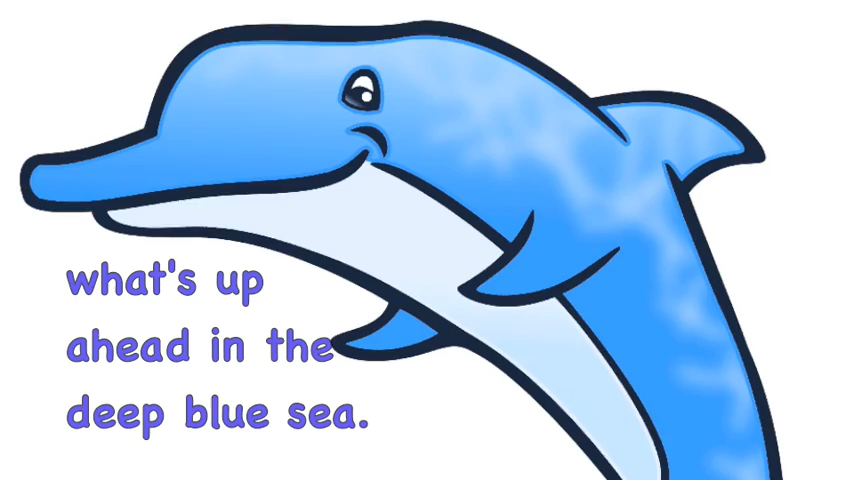 what's up
ahead in the
deep blue sea.